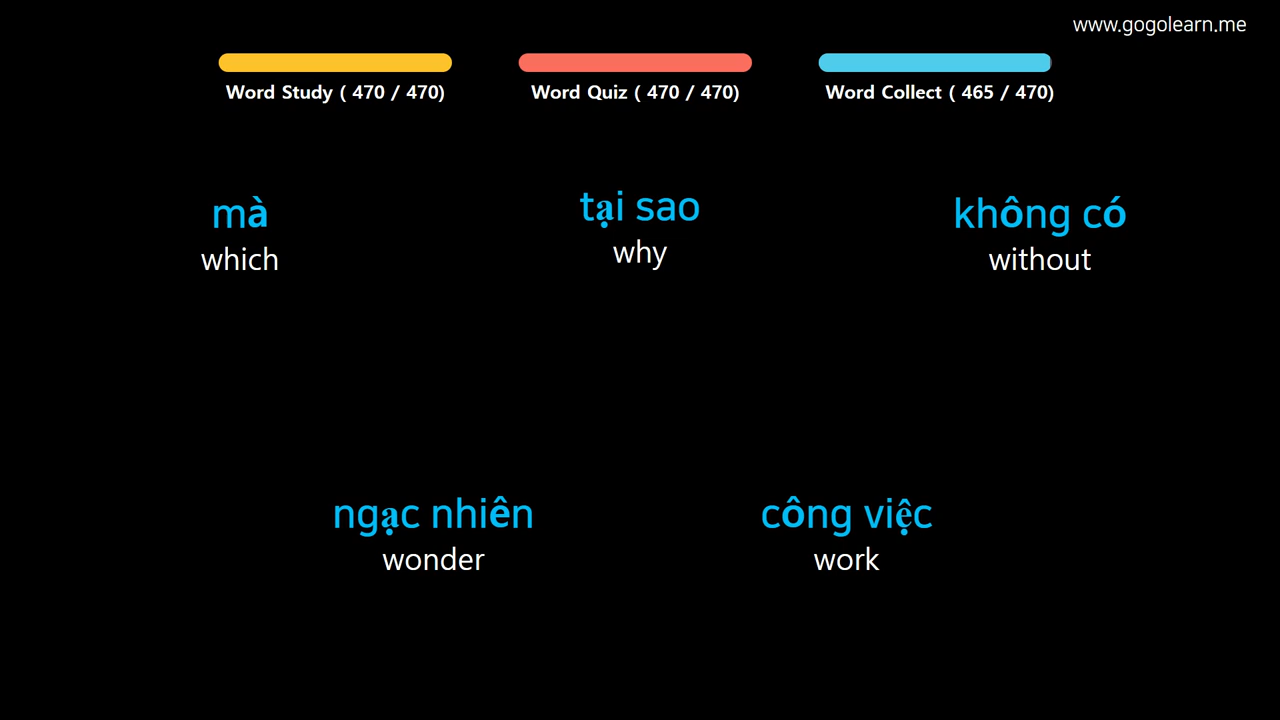 www.gogolearn.me
Word Study ( 470 / 470)
Word Quiz ( 470 / 470)
Word Collect ( 465 / 470)
mà
which
tại sao
why
không có
without
ngạc nhiên
wonder
công việc
work